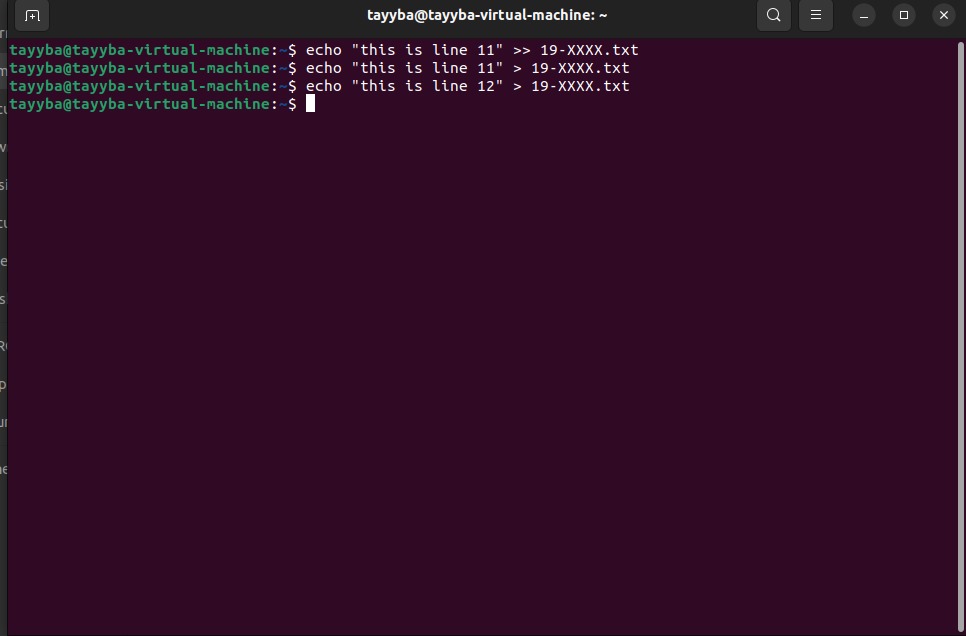 tayyba@tayyba-virtual-machine: ~
tayyba@tayyba-virtual-machine:~$ echo "this is line 11" >> 19-XXXX.txt
tayyba@tayyba-virtual-machine:~$ echo "this is line 11" > 19-XXXX.txt
tayyba@tayyba-virtual-machine:~$ echo "this is line 12" > 19-XXXX.txt
tayyba@tayyba-virtual-machine:~$